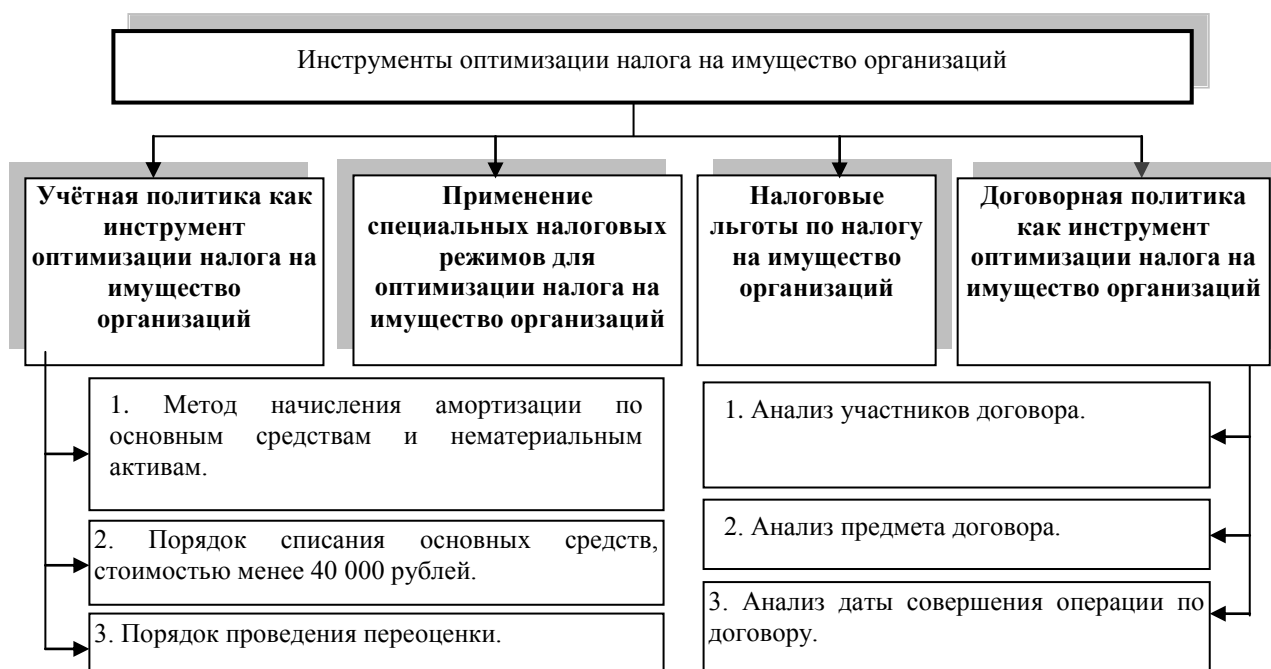 Инструменты оптимизации налога на имущество организаций
Учётная политика как
инструмент
оптимизации налога на
имущество
организаций
Применение
специальных налоговых
режимов для
оптимизации налога на
имущество организаций
Налоговые
льготы по налогу
на имущество
организаций
Договорная политика
как инструмент
оптимизации налога на
имущество организаций
1. Метод начисления амортизации по
основным средствам и нематериальным
активам.
2. Порядок списания основных средств,
стоимостью менее 40 000 рублей.
3. Порядок проведения переоценки.
1. Анализ участников договора.
2. Анализ предмета договора.
3. Анализ даты совершения операции по
договору.